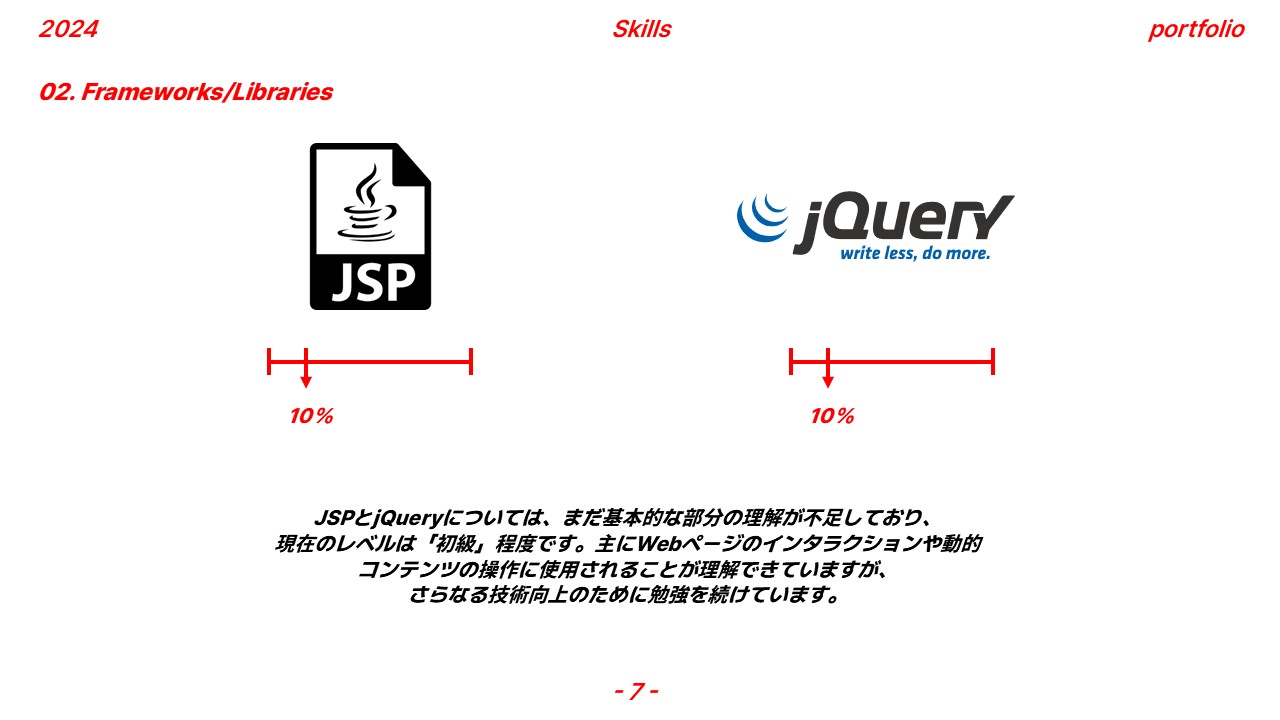 2024
Skills
portfolio
02. Frameworks/Libraries
JSP
jQuery
write less, do more.
10%
10%
JSPとjQueryについては、まだ基本的な部分の理解が不足しており、
現在のレベルは「初級」程度です。主にWebページのインタラクションや動的
コンテンツの操作に使用されることが理解できていますが、
さらなる技術向上のために勉強を続けています。
- 7 -